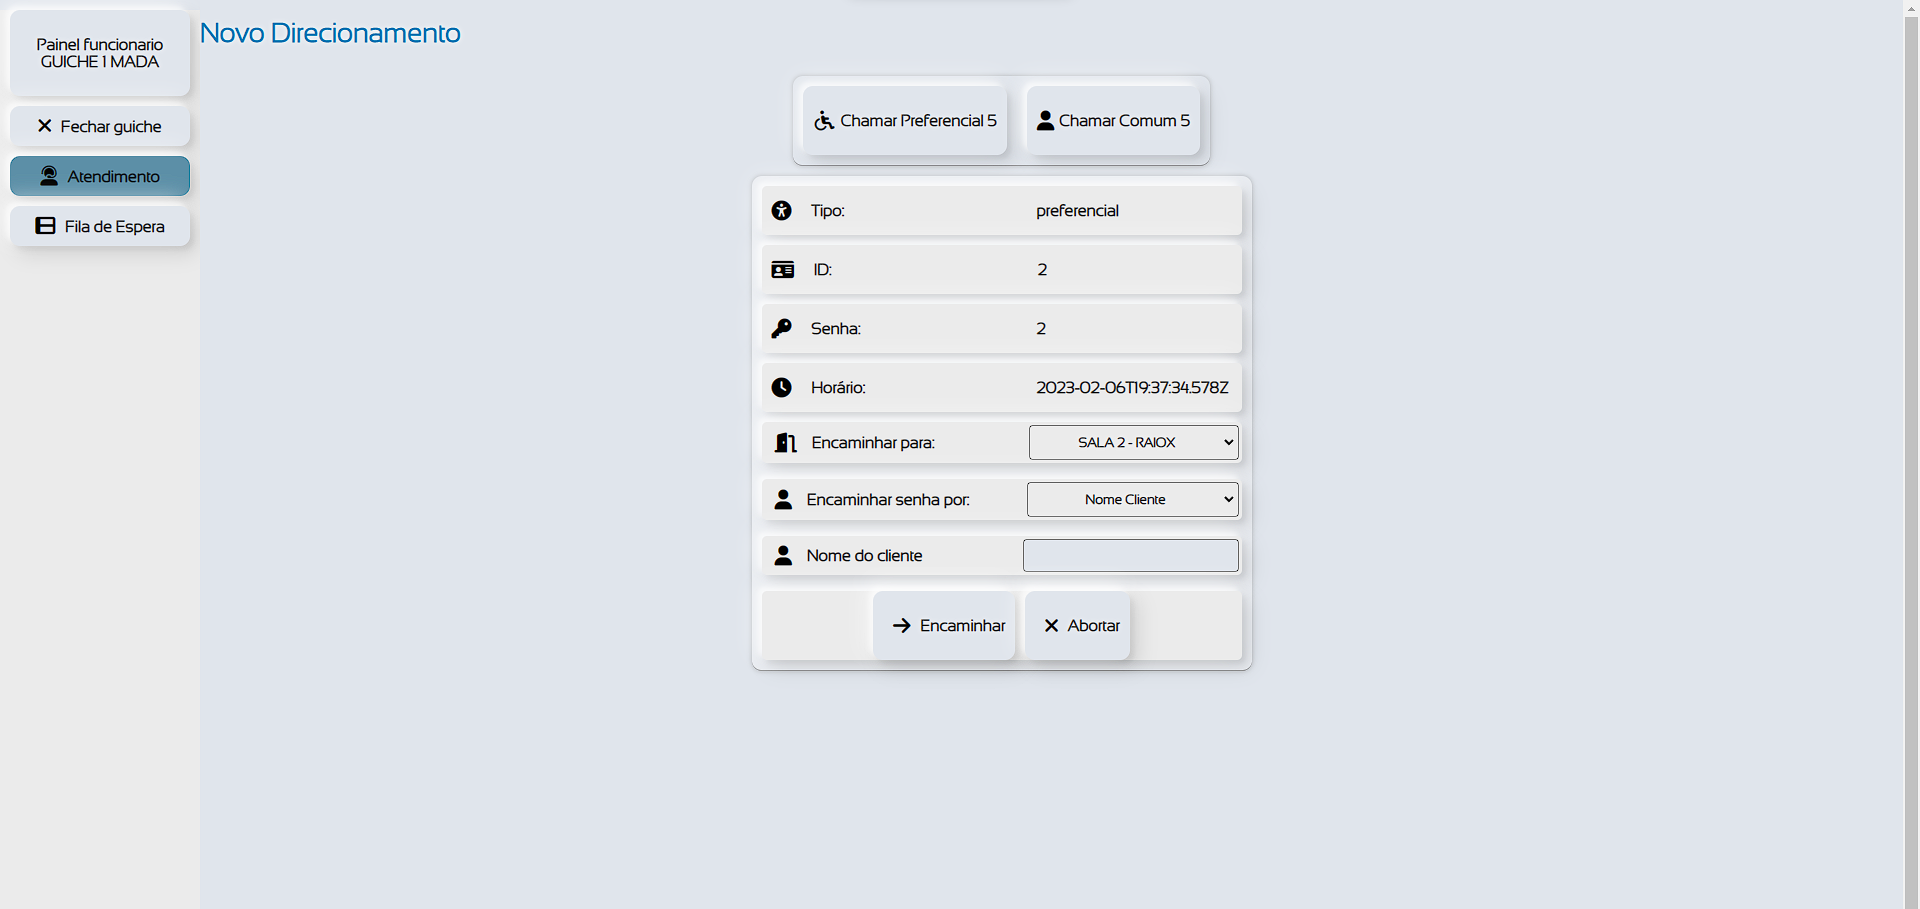 Painel funcionario
GUICHE 1 MADA
Fechar guiche
Atendimento
Fila de Espera
Novo Direcionamento
Chamar Preferencial 5
Chamar Comum 5
Tipo: preferencial
ID: 2
Senha: 2
Horário: 2023-02-06T19:37:34.578Z
Encaminhar para: SALA 2 - RAIOX
Encaminhar senha por: Nome Cliente
Nome do cliente
Encaminhar
Abortar